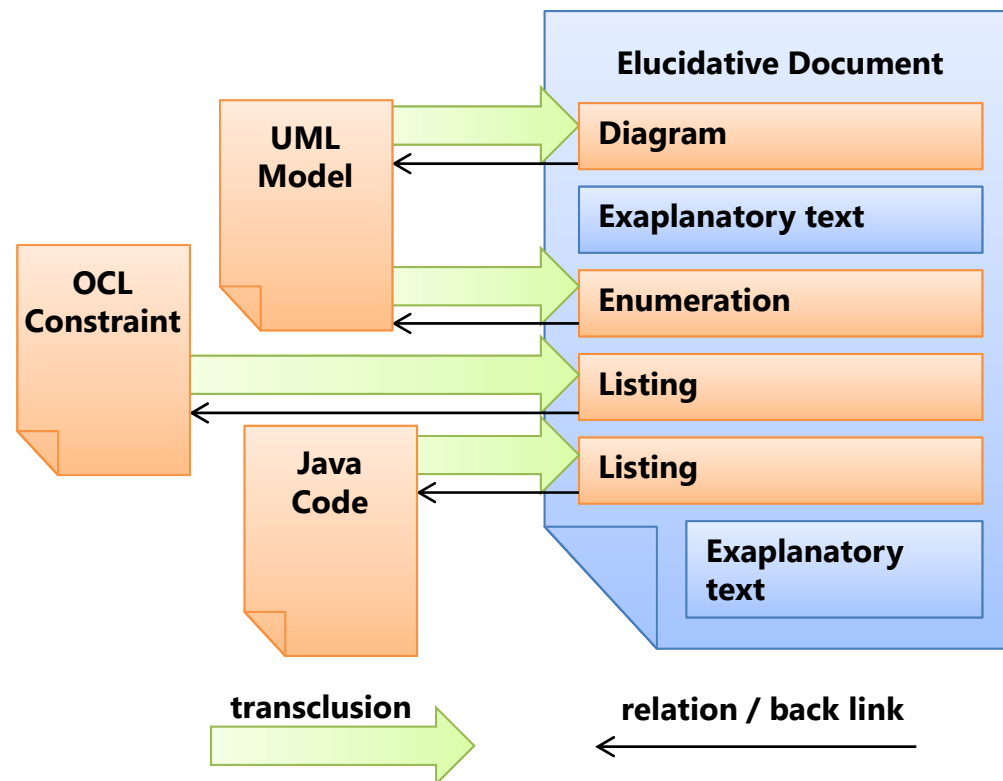 Elucidative Document
UML
Model
Diagram
Exaplanatory text
OCL
Constraint
Enumeration
Listing
Java
Code
Listing
Exaplanatory
text
transclusion
relation / back link